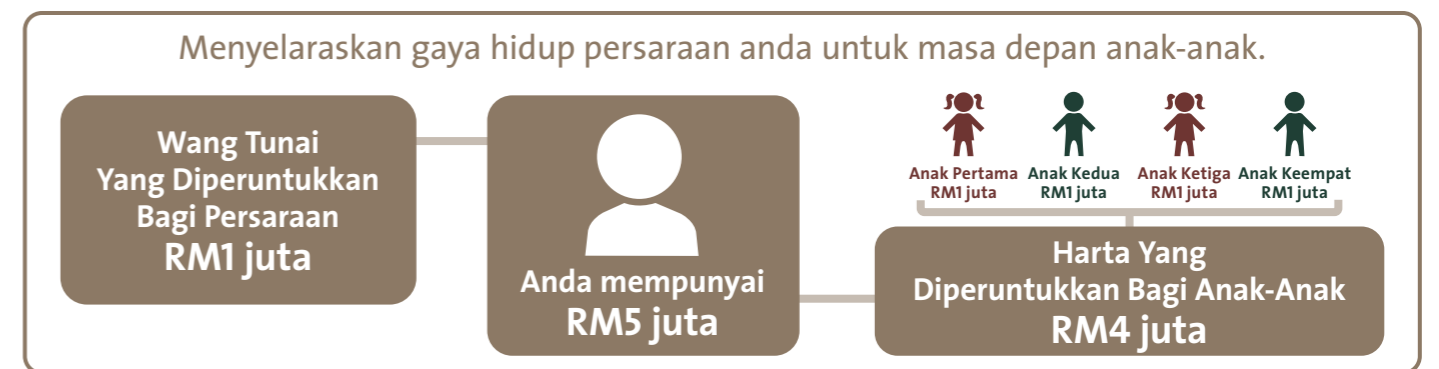 Menyelaraskan gaya hidup persaraan anda untuk masa depan anak-anak.
Wang Tunai
Yang Diperuntukkan
Bagi Persaraan
RM1 juta
Anda mempunyai
RM5 juta
Anak Pertama
RM1 juta
Anak Kedua
RM1 juta
Anak Ketiga
RM1 juta
Anak Keempat
RM1 juta
Harta Yang
Diperuntukkan Bagi Anak-Anak
RM4 juta